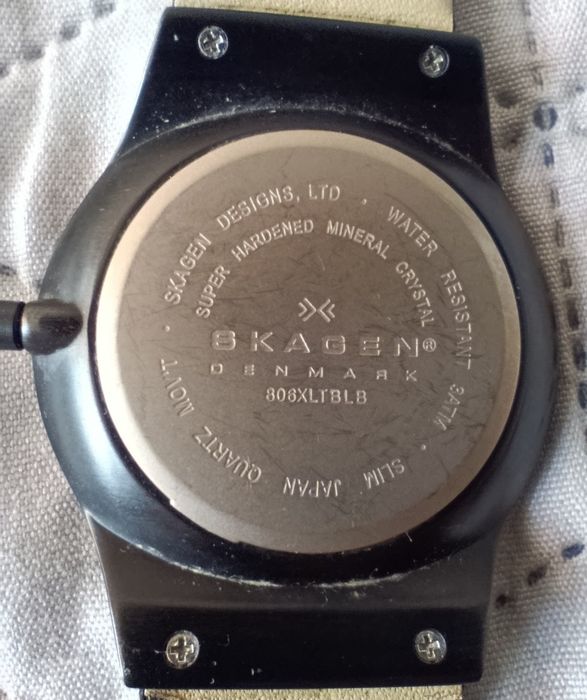 SKAGEN DESIGNS, LTD · WATER RESISTANT 3ATM · SLIM JAPAN QUARTZ MOV'T ·
SUPER HARDENED MINERAL CRYSTAL
SKAGEN®
DENMARK
806XLTBLB